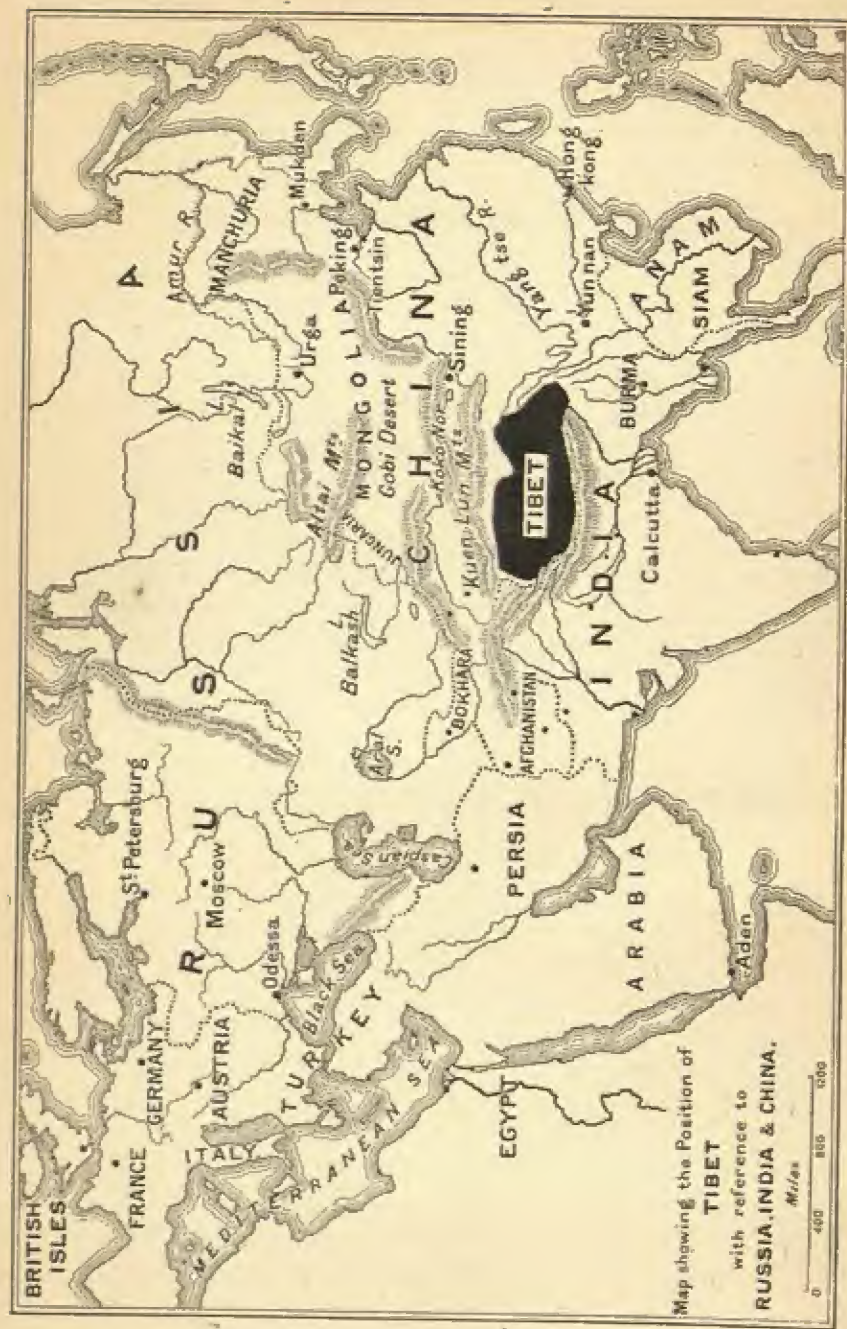 BRITISH
ISLES
FRANCE
GERMANY
AUSTRIA
ITALY
TURKEY
MEDITERRANEAN SEA
EGYPT
Black Sea
Odessa
Moscow
St Petersburg
RUSSIA
Caspian Sea
Aral
S.
PERSIA
ARABIA
Aden
BOKHARA
AFGHANISTAN
Balkash
L
Baikal
L
Altai Mts
JUNGARIA
MONGOLIA
Gobi Desert
Urga
Amur R.
MANCHURIA
Mukden
Peking
Tientsin
CHINA
Koko Nor
Sining
Kuen Lun Mts
TIBET
INDIA
Calcutta
BURMA
SIAM
ANAM
Yang tse R.
Yunnan
Hong
kong
Map showing the Position of
TIBET
with reference to
RUSSIA, INDIA & CHINA.
Miles
0 400 800 1200